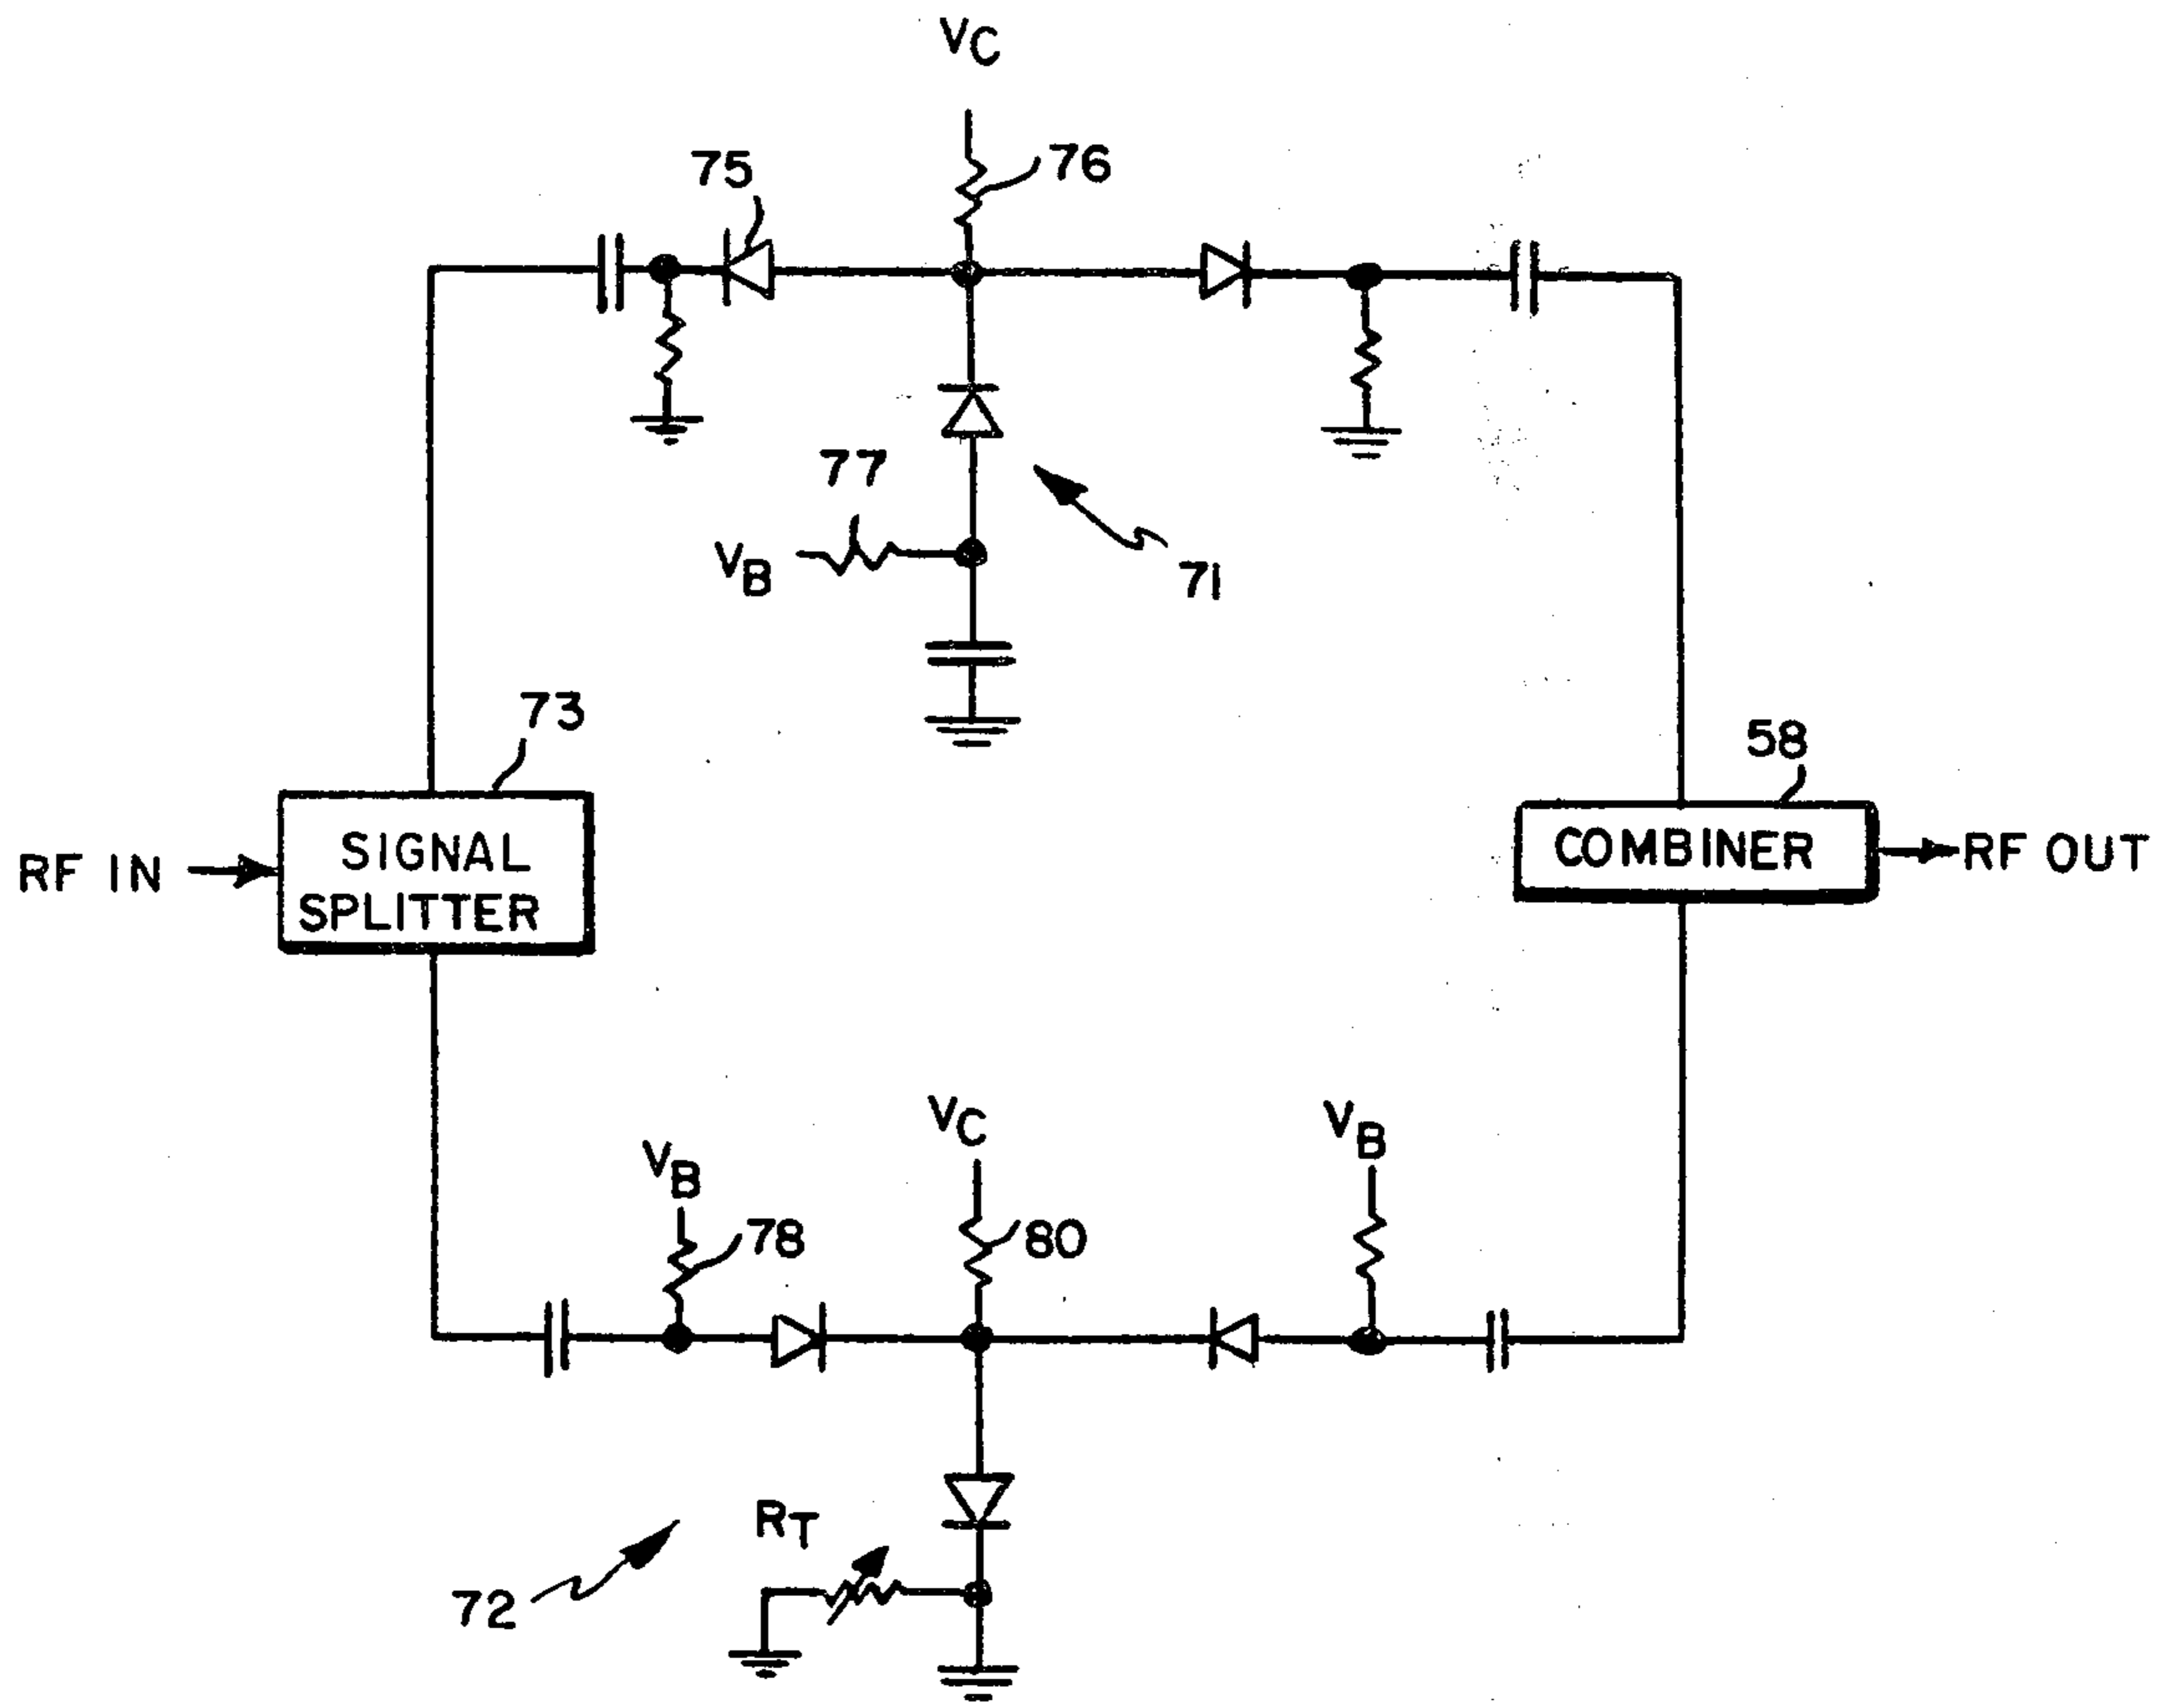 VC
75
76
77
VB
71
73
58
SIGNAL
SPLITTER
COMBINER
RF IN
RF OUT
VB
VC
VB
78
80
RT
72